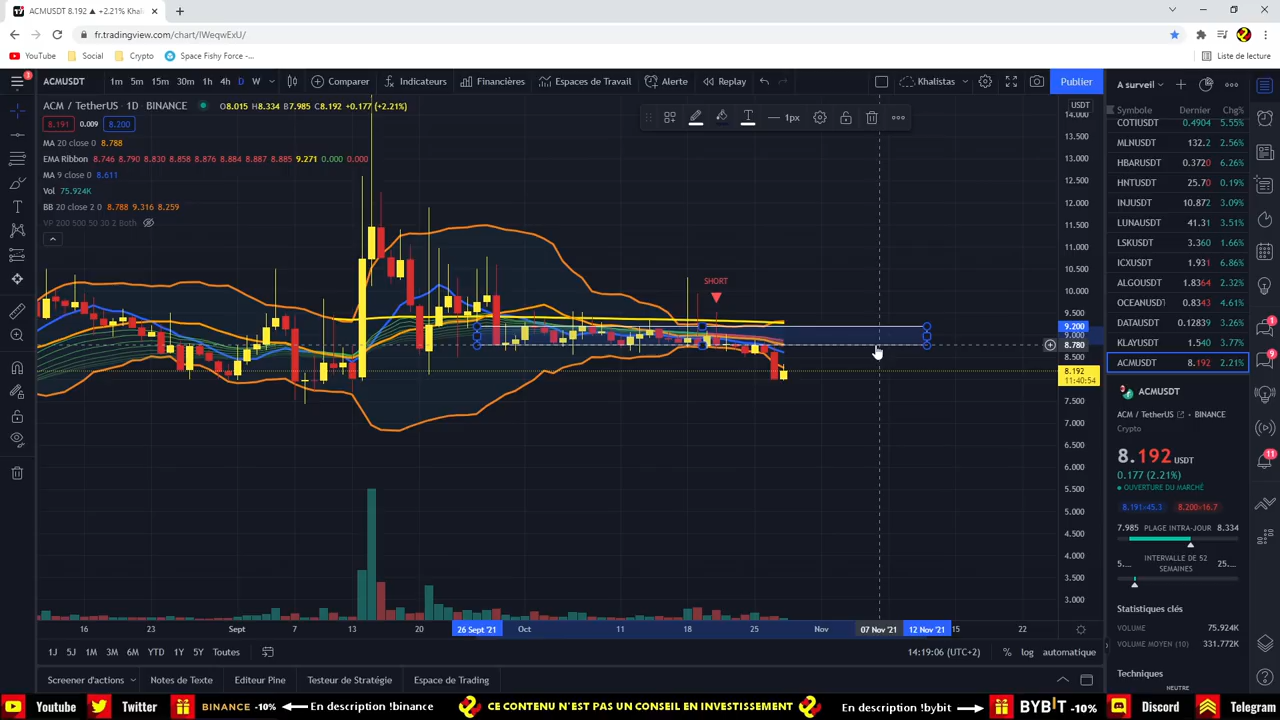 ACMUSDT 8.192 ▲ +2.21% Khali
fr.tradingview.com/chart/IWeqwExU/
YouTube Social Crypto Space Fishy Force -... Liste de lecture
3
ACMUSDT 1m 5m 15m 30m 1h 4h D W Comparer Indicateurs Financières Espaces de Travail Alerte Replay Khalistas Publier A surveil
ACM / TetherUS · 1D · BINANCE O8.015 H8.334 L7.985 C8.192 +0.177 (+2.21%) USDT
8.191 0.009 8.200
MA 20 close 0 8.788
EMA Ribbon 8.746 8.790 8.830 8.858 8.876 8.884 8.887 8.885 9.271 0.000 0.000
MA 9 close 0 8.611
Vol 75.924K
BB 20 close 2 0 8.788 9.316 8.259
VP 200 500 50 30 2 Both
1px
SHORT
14.000
13.500
13.000
12.500
12.000
11.500
11.000
10.500
10.000
9.500
9.200
9.000
8.780
8.500
8.192
11:40:54
7.500
7.000
6.500
6.000
5.500
5.000
4.500
4.000
3.500
3.000
16 23 Sept 7 13 20 26 Sept '21 Oct 11 18 25 Nov 07 Nov '21 12 Nov '21 15 22
Symbole Dernier Chg%
COTIUSDT 0.4904 5.55%
MLNUSDT 132.2 2.56%
HBARUSDT 0.3720 6.26%
HNTUSDT 25.70 0.19%
INJUSDT 10.872 3.09%
LUNAUSDT 41.31 3.51%
LSKUSDT 3.360 1.66%
ICXUSDT 1.931 6.86%
ALGOUSDT 1.8364 2.32%
OCEANUSDT 0.8343 4.61%
DATAUSDT 0.12839 3.26%
KLAYUSDT 1.540 3.77%
ACMUSDT 8.192 2.21%
ACMUSDT
ACM / TetherUS · BINANCE
Crypto
8.192 USDT
0.177 (2.21%)
OUVERTURE DU MARCHÉ
8.191×45,3 8.200×16.7
7.985 PLAGE INTRA-JOUR 8.334
5.... INTERVALLE DE 52 SEMAINES 25....
Statistiques clés
VOLUME 75.924K
VOLUME MOYEN (10) 331.772K
Techniques
NEUTRE
1
9
11
1J 5J 1M 3M 6M YTD 1Y 5Y Toutes 14:19:06 (UTC+2) % log automatique
Screener d'actions Notes de Texte Editeur Pine Testeur de Stratégie Espace de Trading
Youtube Twitter BINANCE -10% En description !binance CE CONTENU N'EST PAS UN CONSEIL EN INVESTISSEMENT En description !bybit BYBIT -10% Discord Telegram